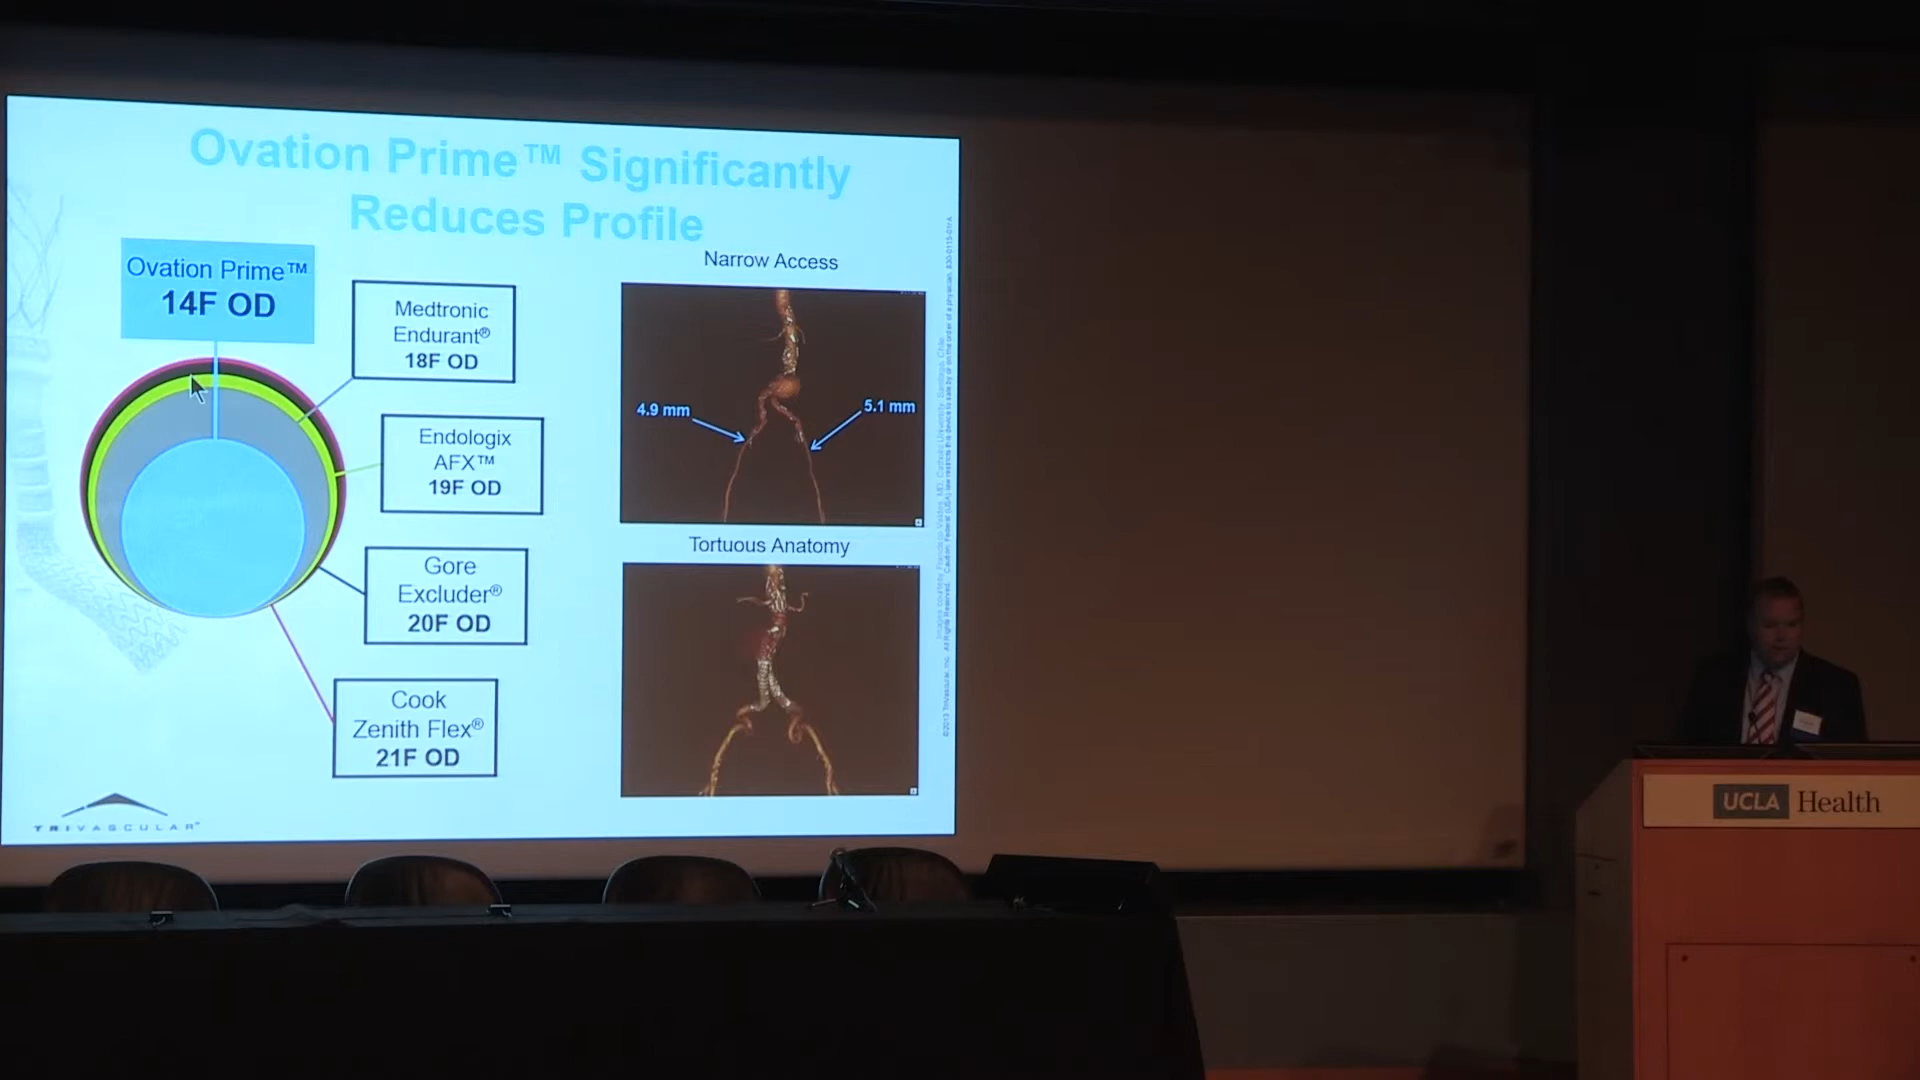 Ovation Prime™ Significantly
Reduces Profile
Ovation Prime™
14F OD
Medtronic
Endurant®
18F OD
Endologix
AFX™
19F OD
Gore
Excluder®
20F OD
Cook
Zenith Flex®
21F OD
Narrow Access
4.9 mm
5.1 mm
Tortuous Anatomy
TRIVASCULAR™
UCLA Health